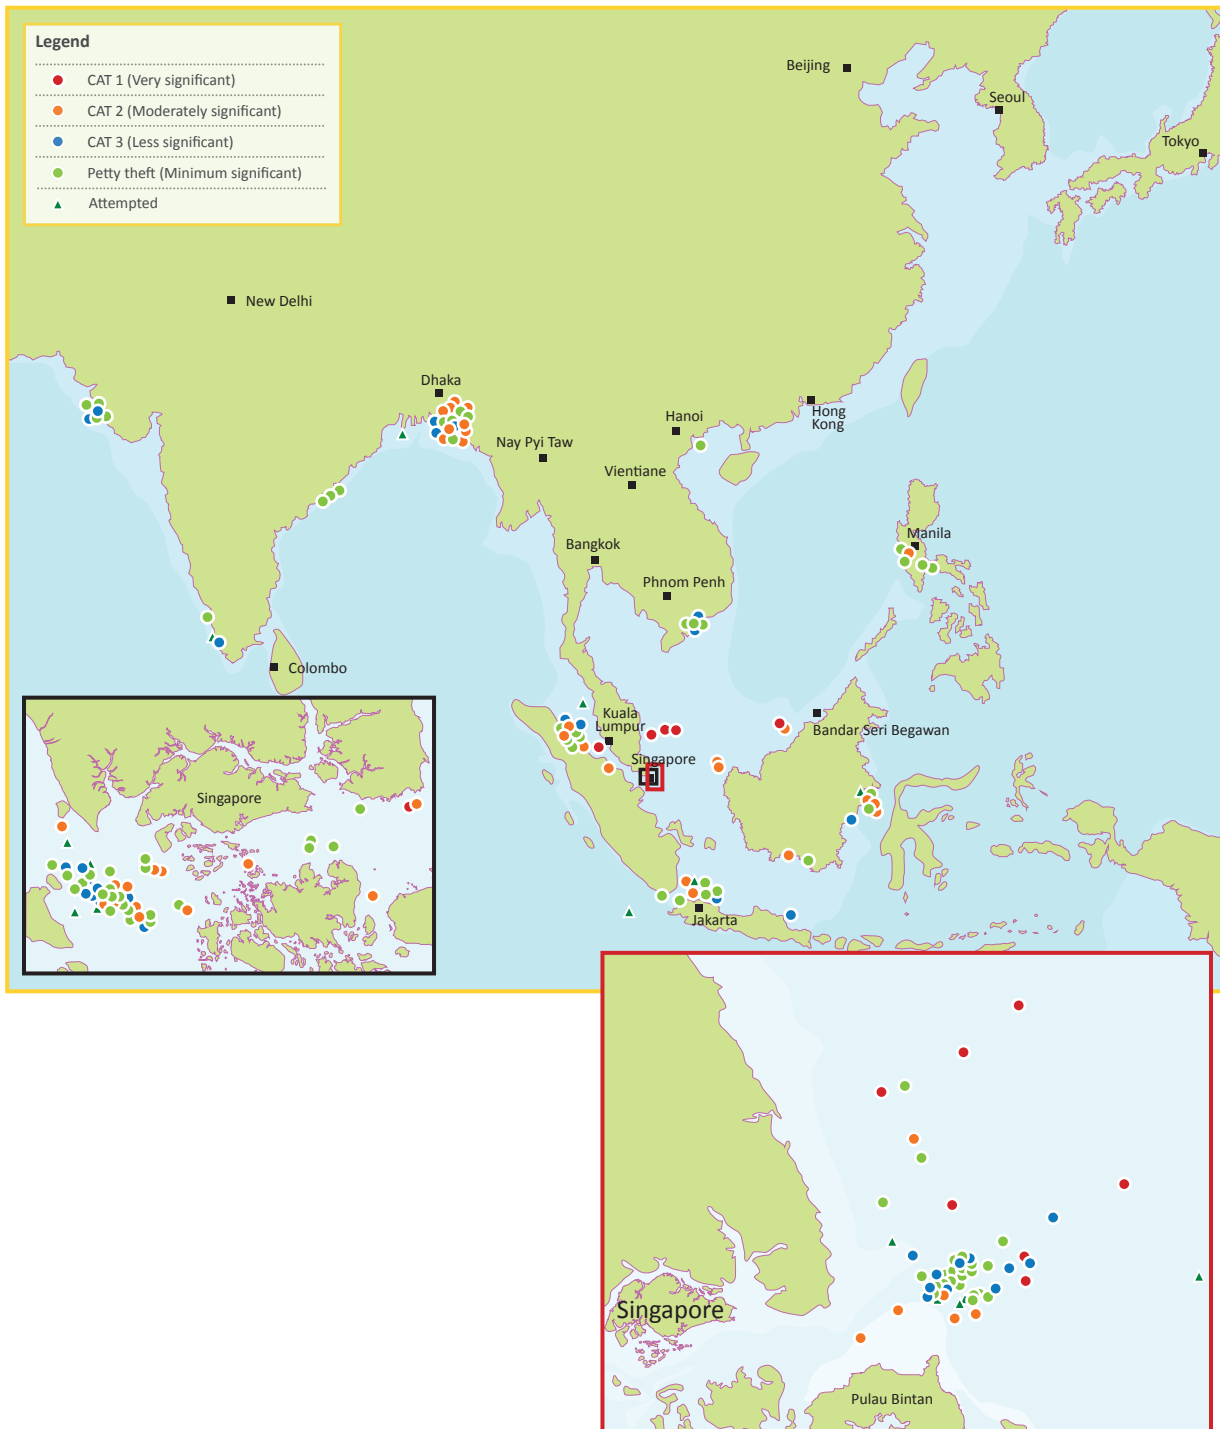 Legend
CAT 1 (Very significant)
CAT 2 (Moderately significant)
CAT 3 (Less significant)
Petty theft (Minimum significant)
Attempted
Beijing
Seoul
Tokyo
New Delhi
Dhaka
Hanoi
Hong
Kong
Nay Pyi Taw
Vientiane
Manila
Bangkok
Phnom Penh
Colombo
Kuala
Lumpur
Bandar Seri Begawan
Singapore
Singapore
Jakarta
Singapore
Pulau Bintan